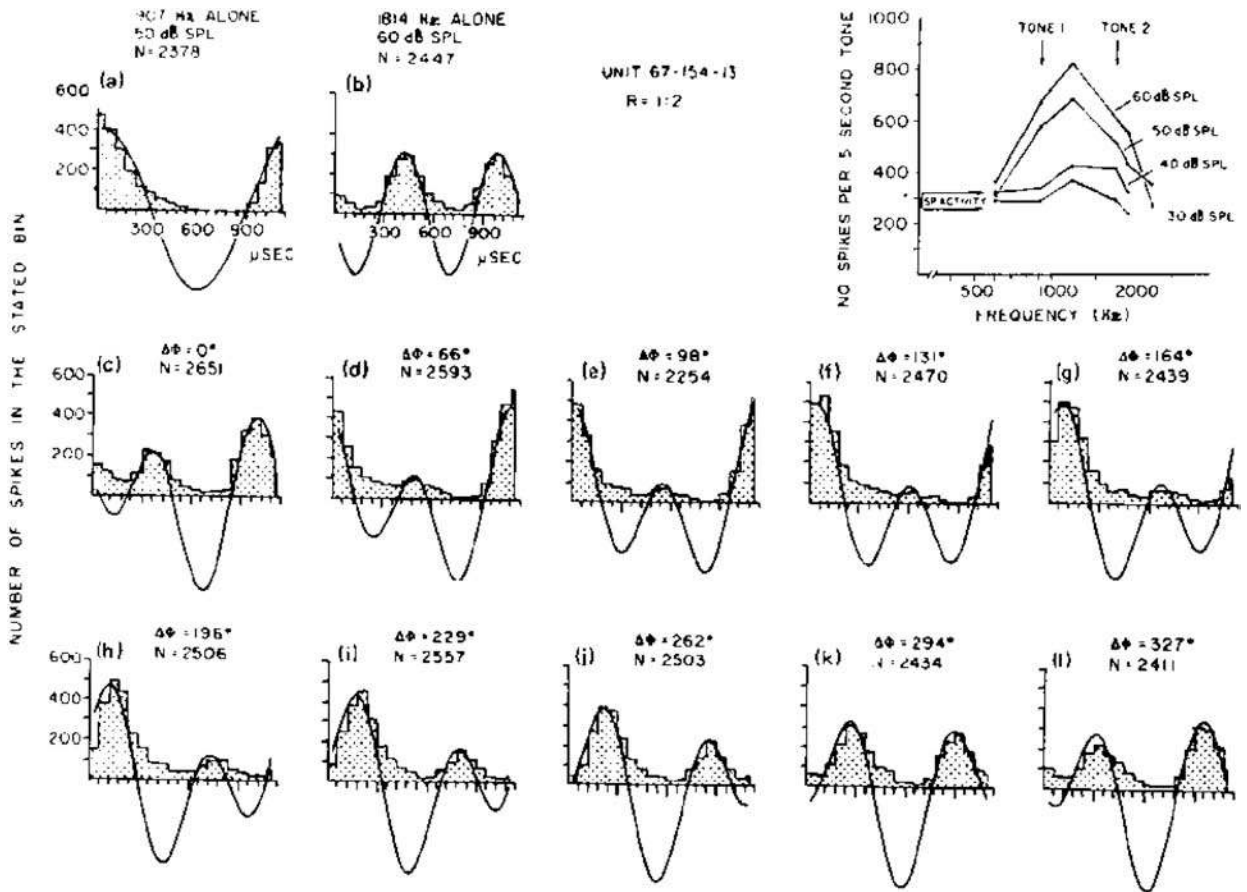 907 Hz ALONE
50 dB SPL
N=2378
1814 Hz ALONE
60 dB SPL
N=2447
UNIT 67-154-13
R=1:2
(a)
(b)
600
400
200
300 600 900
μSEC
300 600 900
μSEC
NO SPIKES PER 5 SECOND TONE
1000
800
600
400
200
TONE 1
TONE 2
60 dB SPL
50 dB SPL
40 dB SPL
30 dB SPL
SP ACTIVITY
500 1000 2000
FREQUENCY (Hz)
NUMBER OF SPIKES IN THE STATED BIN
(c)
ΔΦ=0°
N=2651
600
400
200
(d)
ΔΦ=66°
N=2593
(e)
ΔΦ=98°
N=2254
(f)
ΔΦ=131°
N=2470
(g)
ΔΦ=164°
N=2439
(h)
ΔΦ=196°
N=2506
600
400
200
(i)
ΔΦ=229°
N=2557
(j)
ΔΦ=262°
N=2503
(k)
ΔΦ=294°
N=2434
(l)
ΔΦ=327°
N=2411